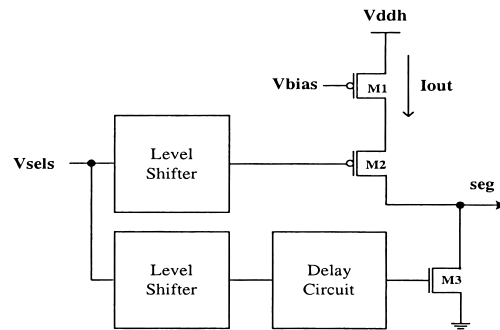 Vddh
Vbias
M1
Iout
Vsels
Level
Shifter
M2
seg
Level
Shifter
Delay
Circuit
M3